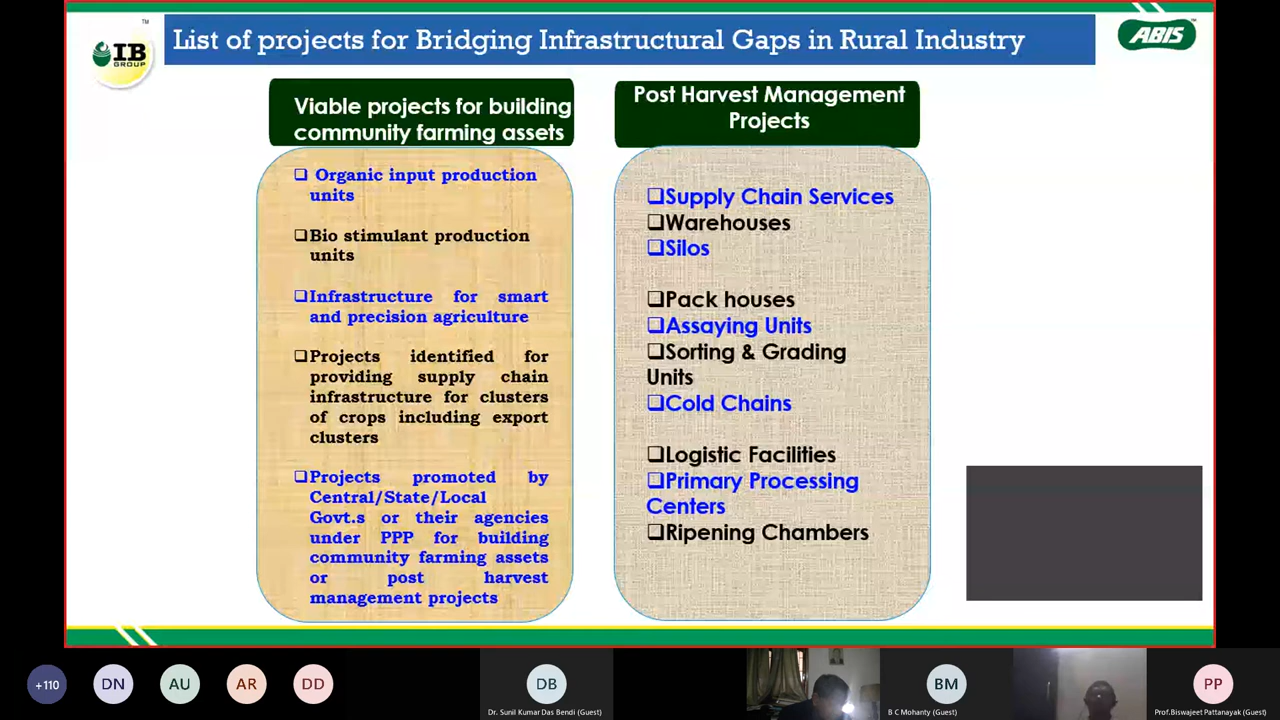 TM
List of projects for Bridging Infrastructural Gaps in Rural Industry
IB
GROUP
ABIS
Viable projects for building
community farming assets
❑ Organic input production
units
❑Bio stimulant production
units
❑Infrastructure for smart
and precision agriculture
❑Projects identified for
providing supply chain
infrastructure for clusters
of crops including export
clusters
❑Projects promoted by
Central/State/Local
Govt.s or their agencies
under PPP for building
community farming assets
or post harvest
management projects
Post Harvest Management
Projects
❑Supply Chain Services
❑Warehouses
❑Silos
❑Pack houses
❑Assaying Units
❑Sorting & Grading
Units
❑Cold Chains
❑Logistic Facilities
❑Primary Processing
Centers
❑Ripening Chambers
+110
DN
AU
AR
DD
DB
Dr. Sunil Kumar Das Bendi (Guest)
BM
B C Mohanty (Guest)
PP
Prof.Biswajeet Pattanayak (Guest)